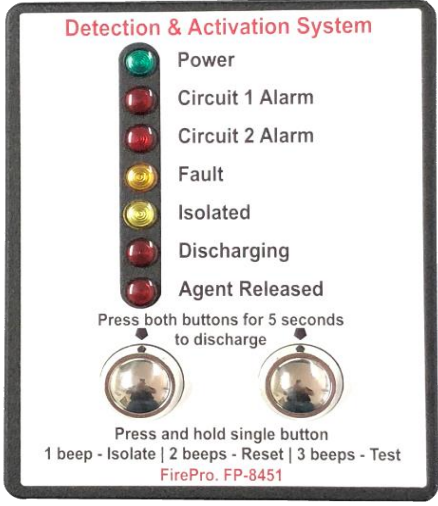 Detection & Activation System
Power
Circuit 1 Alarm
Circuit 2 Alarm
Fault
Isolated
Discharging
Agent Released
Press both buttons for 5 seconds
to discharge
Press and hold single button
1 beep - Isolate | 2 beeps - Reset | 3 beeps - Test
FirePro. FP-8451